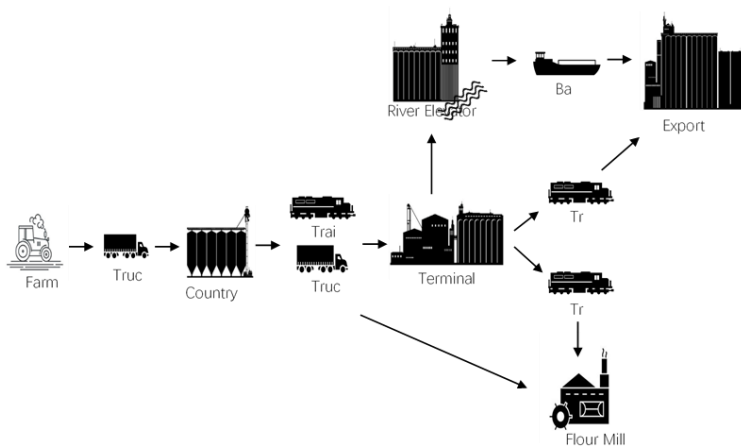 River Elevator
Ba
Export
Trai
Tr
Farm
Truc
Country
Truc
Terminal
Tr
Flour Mill